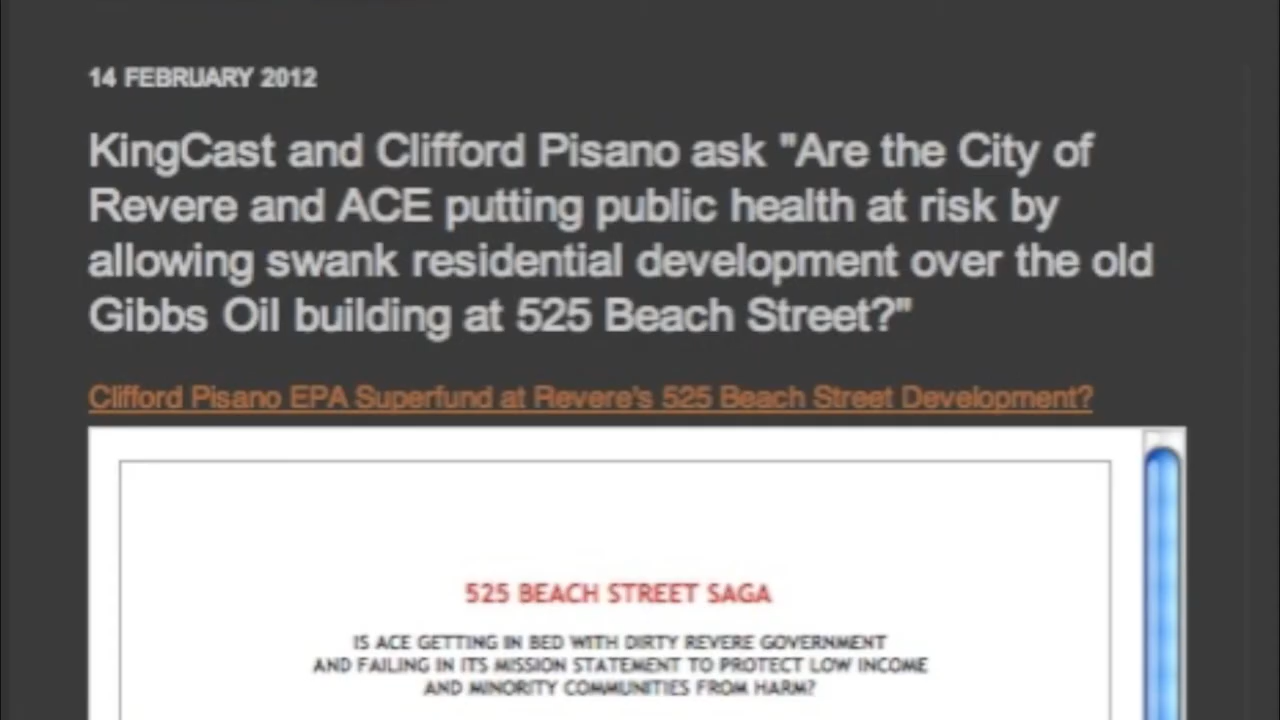 14 FEBRUARY 2012
KingCast and Clifford Pisano ask "Are the City of
Revere and ACE putting public health at risk by
allowing swank residential development over the old
Gibbs Oil building at 525 Beach Street?"
Clifford Pisano EPA Superfund at Revere's 525 Beach Street Development?
525 BEACH STREET SAGA
IS ACE GETTING IN BED WITH DIRTY REVERE GOVERNMENT
AND FAILING IN ITS MISSION STATEMENT TO PROTECT LOW INCOME
AND MINORITY COMMUNITIES FROM HARM?